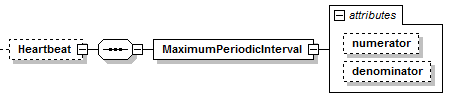 attributes
Heartbeat
MaximumPeriodicInterval
numerator
denominator